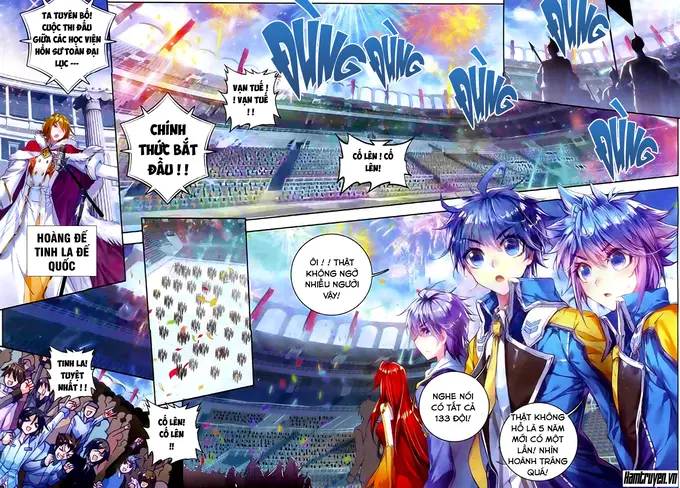 TA TUYÊN BỐ!
CUỘC THI ĐẤU
GIỮA CÁC HỌC VIỆN
HỒN SƯ TOÀN ĐẠI
LỤC ---
CHÍNH
THỨC BẮT
ĐẦU ! !
HOÀNG ĐẾ
TINH LA ĐẾ
QUỐC
VẠN TUẾ !
! VẠN TUẾ
! !
CỐ LÊN ! CỐ
LÊN!
ĐÙNG
ĐÙNG
ĐÙNG
ĐÙNG
ĐÙNG
TINH LA!
TUYỆT
NHẤT ! !
CỐ LÊN!
CỐ LÊN
! !
ÔI ! ! THẬT
KHÔNG NGỜ
NHIỀU NGƯỜI
VẬY!
NGHE NÓI
CÓ TẤT CẢ
133 ĐỘI!
THẬT KHÔNG
HỔ LÀ 5 NĂM
MỚI CÓ MỘT
LẦN! NHÌN
HOÀNH TRÁNG
QUÁ!
Hamtruyen.vn